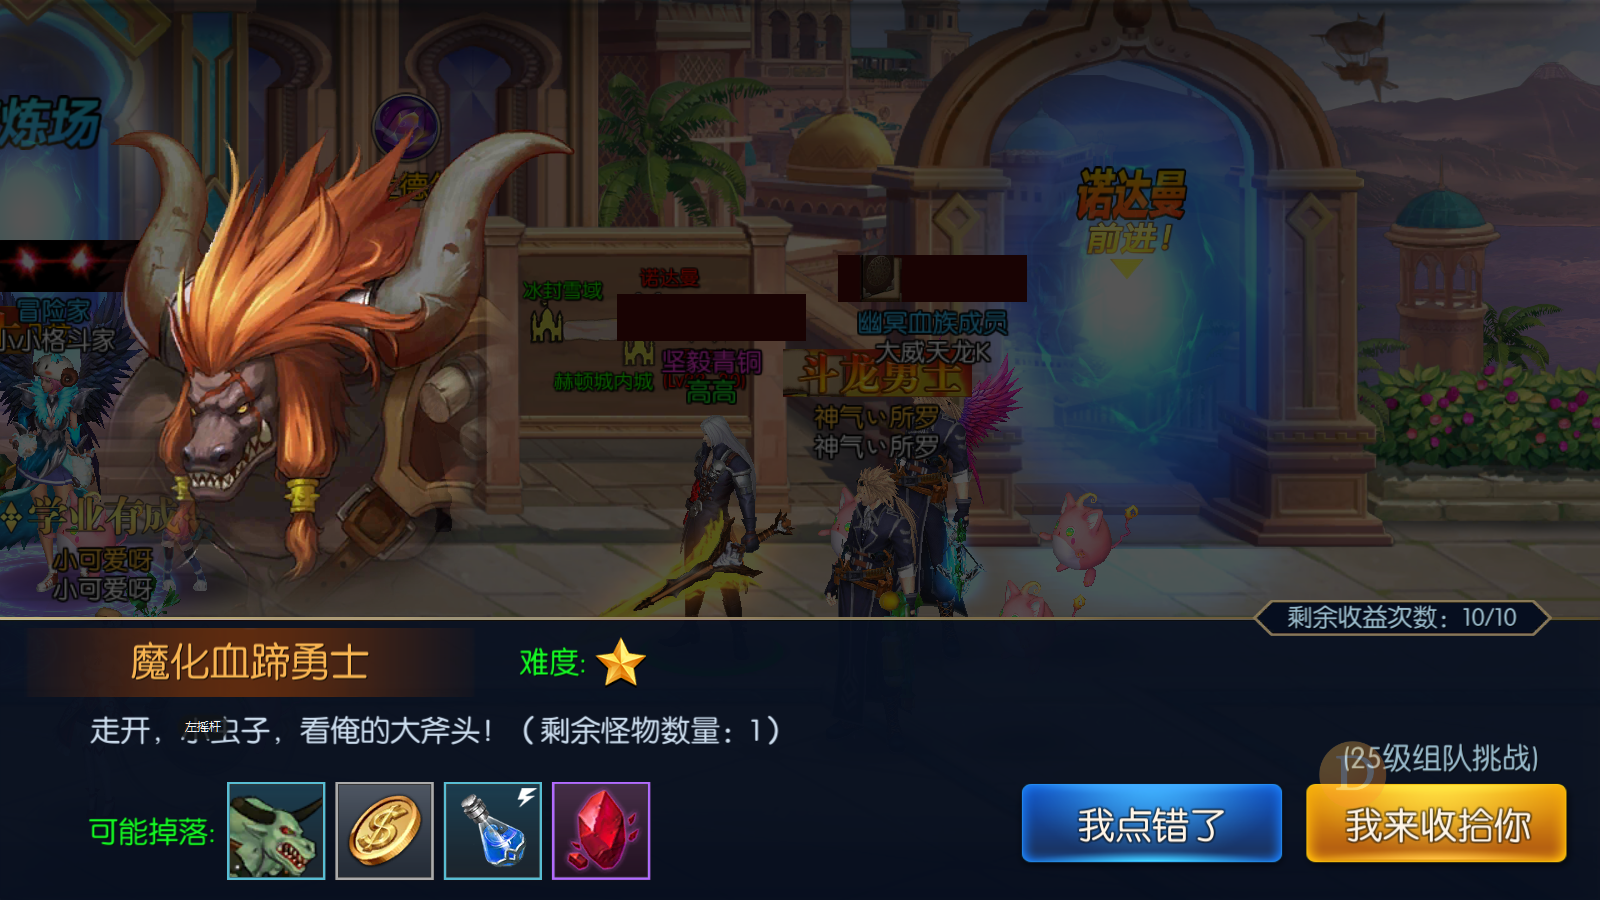 炼场
诺达曼
前进！
诺达曼
冰封雪域
冒险家
小小格斗家
幽冥血族成员
大威天龙K
坚毅青铜
赫顿城内城
高高
斗龙勇士
神气い所罗
神气い所罗
学业有成
小可爱呀
小可爱呀
剩余收益次数：10/10
魔化血蹄勇士
难度:
走开，小虫子，看俺的大斧头！（剩余怪物数量：1）
左摇杆
(25级组队挑战)
D
可能掉落:
我点错了
我来收拾你